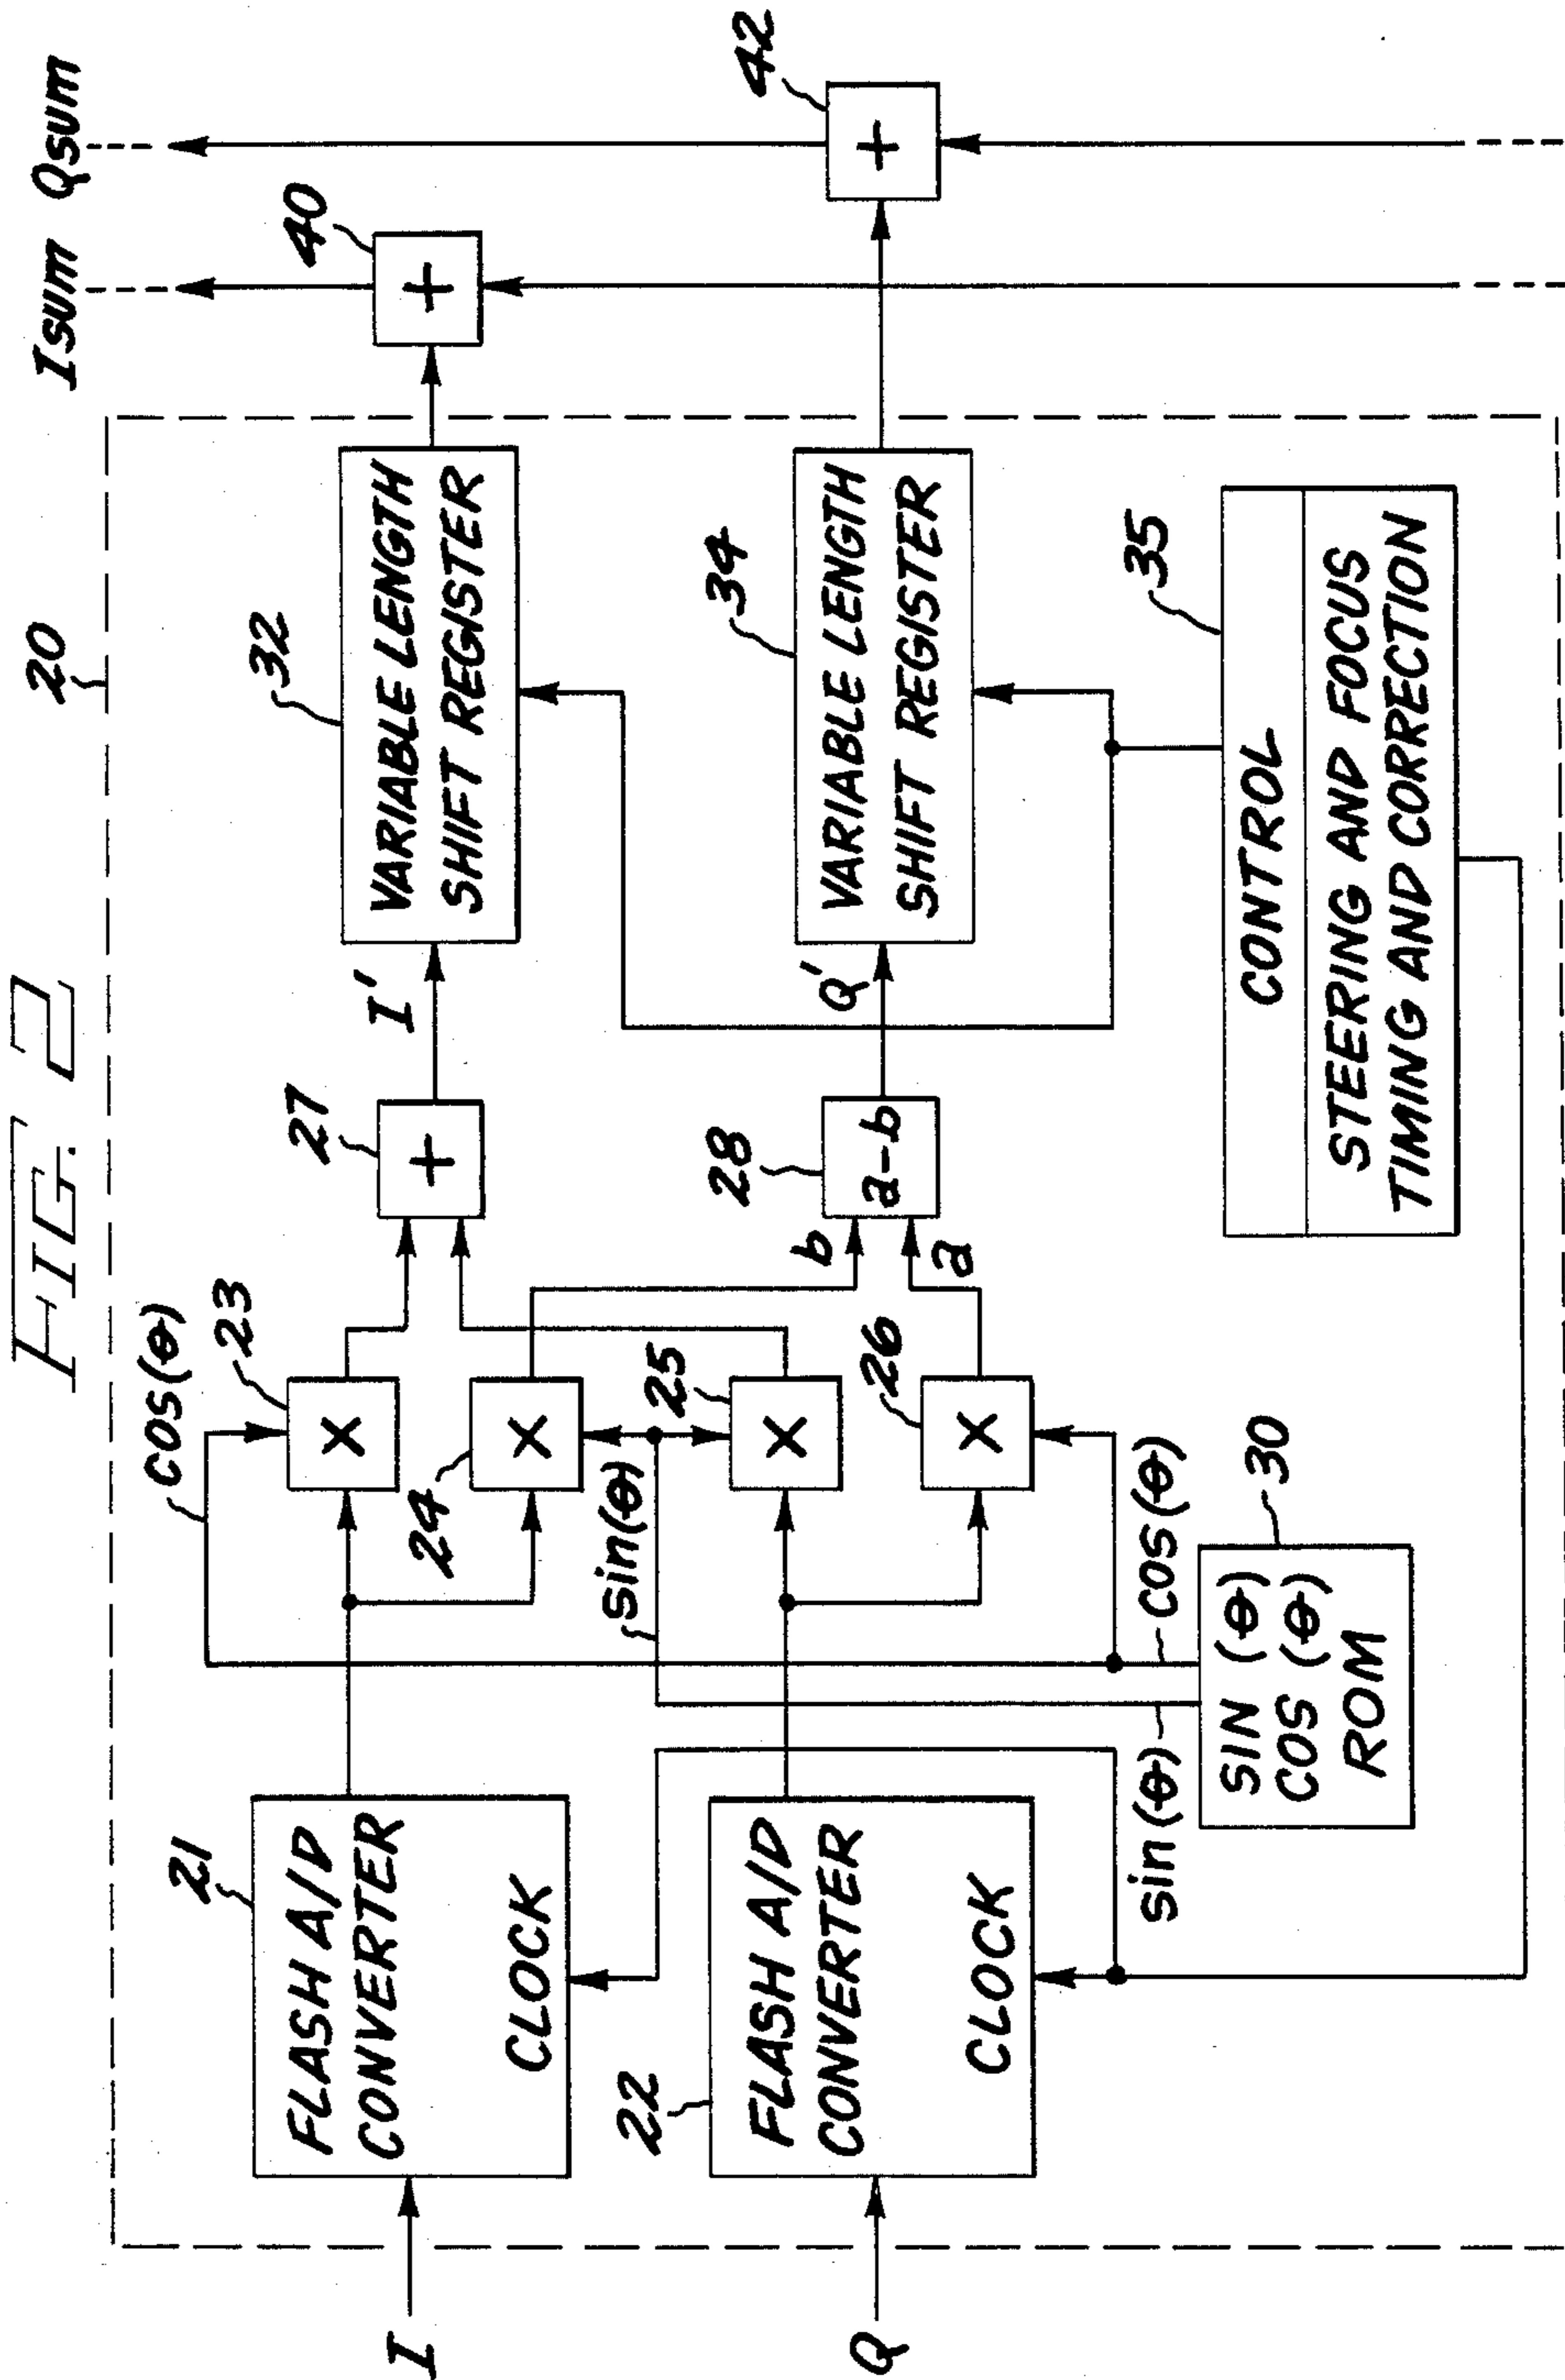 FIG. 2
20
Isum
Qsum
I
21
FLASH A/D
CONVERTER
CLOCK
cos(θ)
23
X
24
X
27
+
I'
32
VARIABLE LENGTH
SHIFT REGISTER
40
+
Q
22
FLASH A/D
CONVERTER
CLOCK
sin(θ)
25
X
26
X
b
a
28
a-b
Q'
34
VARIABLE LENGTH
SHIFT REGISTER
42
+
sin(θ)
cos(θ)
30
SIN (θ)
COS (θ)
ROM
35
CONTROL
STEERING AND FOCUS
TIMING AND CORRECTION